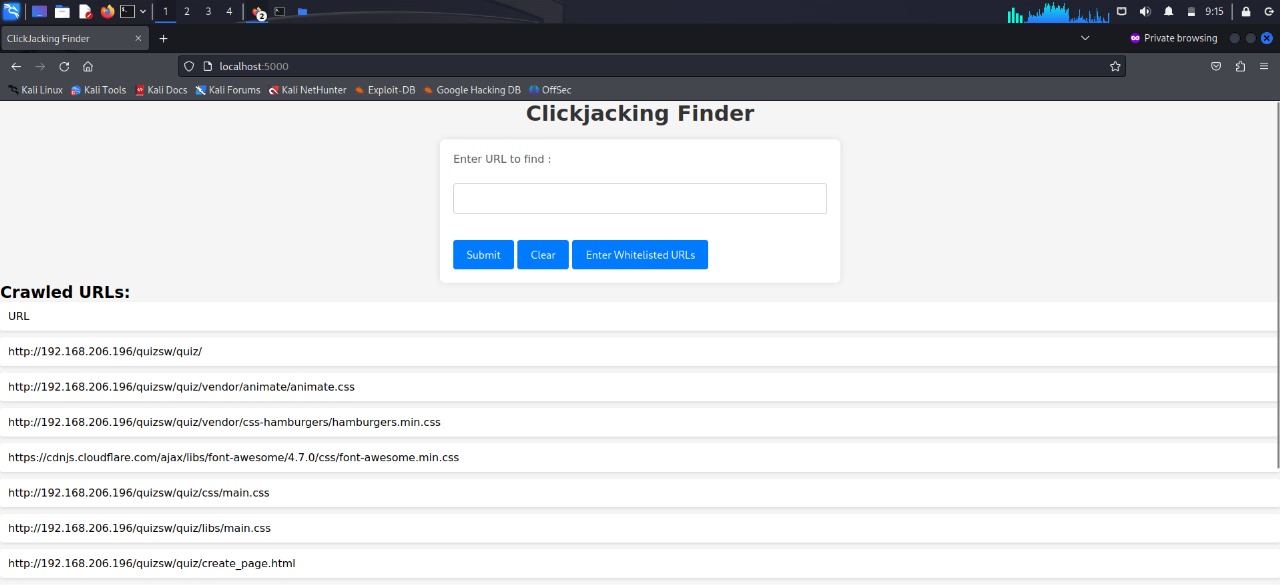 1 2 3 4 2 9:15
ClickJacking Finder Private browsing
localhost:5000
Kali Linux Kali Tools Kali Docs Kali Forums Kali NetHunter Exploit-DB Google Hacking DB OffSec
Clickjacking Finder
Enter URL to find :
Submit Clear Enter Whitelisted URLs
Crawled URLs:
URL
http://192.168.206.196/quizsw/quiz/
http://192.168.206.196/quizsw/quiz/vendor/animate/animate.css
http://192.168.206.196/quizsw/quiz/vendor/css-hamburgers/hamburgers.min.css
https://cdnjs.cloudflare.com/ajax/libs/font-awesome/4.7.0/css/font-awesome.min.css
http://192.168.206.196/quizsw/quiz/css/main.css
http://192.168.206.196/quizsw/quiz/libs/main.css
http://192.168.206.196/quizsw/quiz/create_page.html